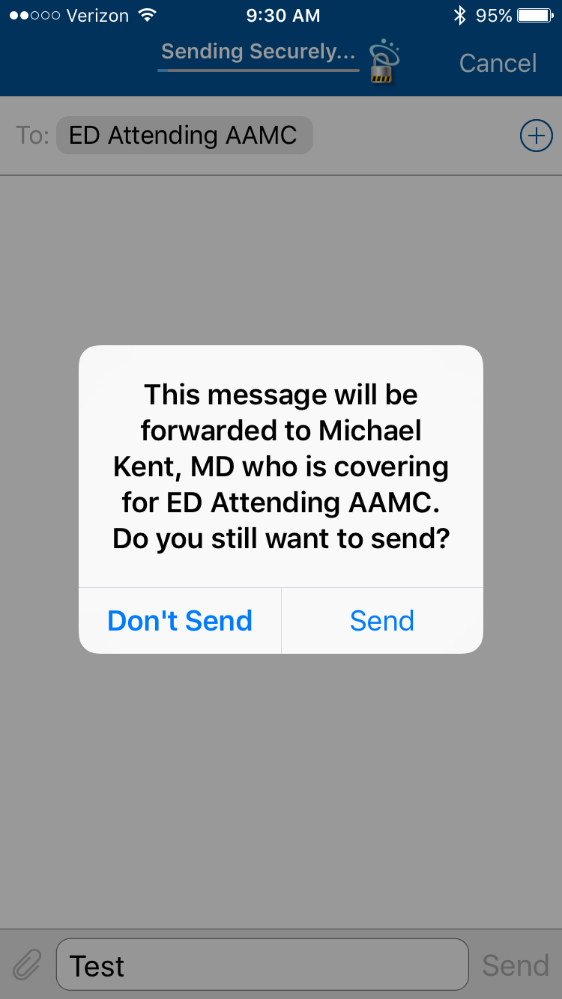 Verizon 9:30 AM 95%
Sending Securely...
Cancel
To: ED Attending AAMC
This message will be
forwarded to Michael
Kent, MD who is covering
for ED Attending AAMC.
Do you still want to send?
Don't Send Send
Test Send